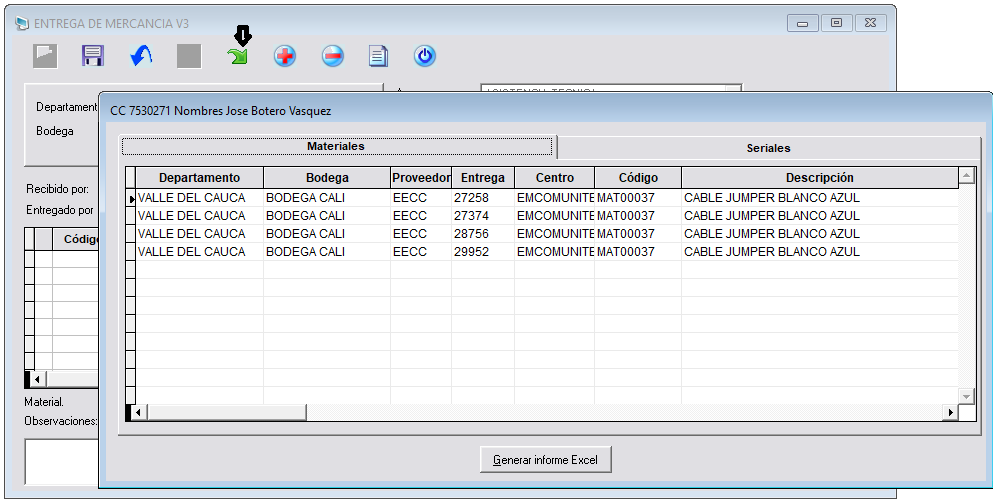 ENTREGA DE MERCANCIA V3
Departament
Bodega
CC 7530271 Nombres Jose Botero Vasquez
Materiales Seriales
Recibido por:
Entregado por
Códig
Departamento Bodega Proveedor Entrega Centro Código Descripción
VALLE DEL CAUCA BODEGA CALI EECC 27258 EMCOMUNITE MAT00037 CABLE JUMPER BLANCO AZUL
VALLE DEL CAUCA BODEGA CALI EECC 27374 EMCOMUNITE MAT00037 CABLE JUMPER BLANCO AZUL
VALLE DEL CAUCA BODEGA CALI EECC 28756 EMCOMUNITE MAT00037 CABLE JUMPER BLANCO AZUL
VALLE DEL CAUCA BODEGA CALI EECC 29952 EMCOMUNITE MAT00037 CABLE JUMPER BLANCO AZUL
Material.
Observaciones:
Generar informe Excel